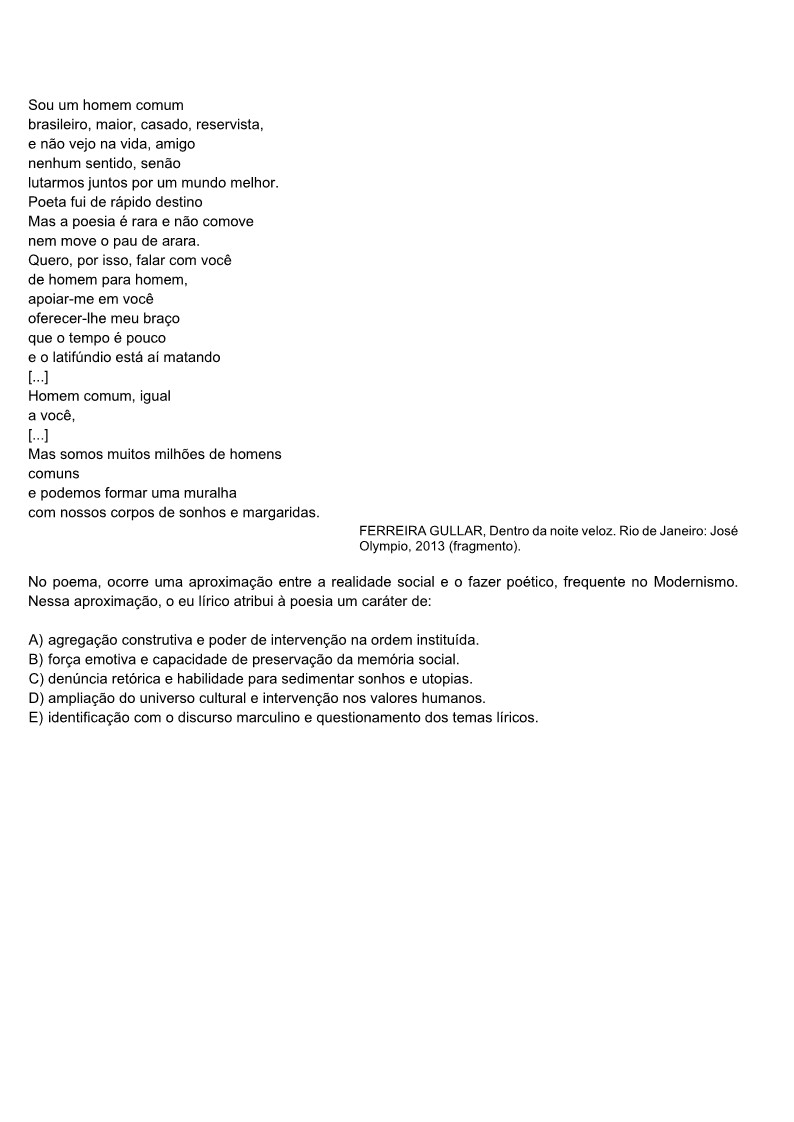 Sou um homem comum
brasileiro, maior, casado, reservista,
e não vejo na vida, amigo
nenhum sentido, senão
lutarmos juntos por um mundo melhor.
Poeta fui de rápido destino
Mas a poesia é rara e não comove
nem move o pau de arara.
Quero, por isso, falar com você
de homem para homem,
apoiar-me em você
oferecer-lhe meu braço
que o tempo é pouco
e o latifúndio está aí matando
[...]
Homem comum, igual
a você,
[...]
Mas somos muitos milhões de homens
comuns
e podemos formar uma muralha
com nossos corpos de sonhos e margaridas.
FERREIRA GULLAR, Dentro da noite veloz. Rio de Janeiro: José
Olympio, 2013 (fragmento).
No poema, ocorre uma aproximação entre a realidade social e o fazer poético, frequente no Modernismo.
Nessa aproximação, o eu lírico atribui à poesia um caráter de:
A) agregação construtiva e poder de intervenção na ordem instituída.
B) força emotiva e capacidade de preservação da memória social.
C) denúncia retórica e habilidade para sedimentar sonhos e utopias.
D) ampliação do universo cultural e intervenção nos valores humanos.
E) identificação com o discurso marculino e questionamento dos temas líricos.